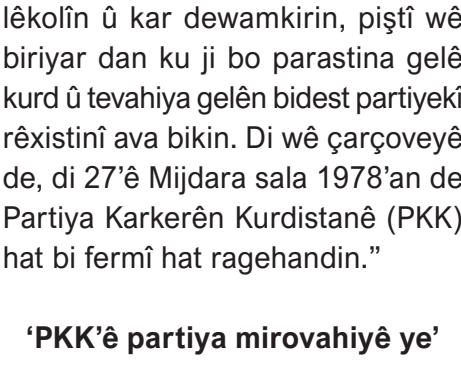 lêkolîn û kar dewamkirin, piştî wê
biriyar dan ku ji bo parastina gelê
kurd û tevahiya gelên bidest partiyekî
rêxistinî ava bikin. Di wê çarçoveyê
de, di 27’ê Mijdara sala 1978’an de
Partiya Karkerên Kurdistanê (PKK)
hat bi fermî hat ragehandin.”
‘PKK’ê partiya mirovahiyê ye’